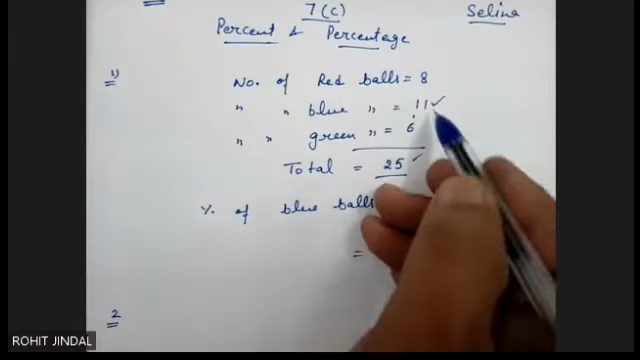 7(C) Selina
Percent & Percentage
1) No. of Red balls = 8
" " blue " = 11 ✓
" " green " = 6
Total = 25 ✓
% of blue balls
=
2
ROHIT JINDAL